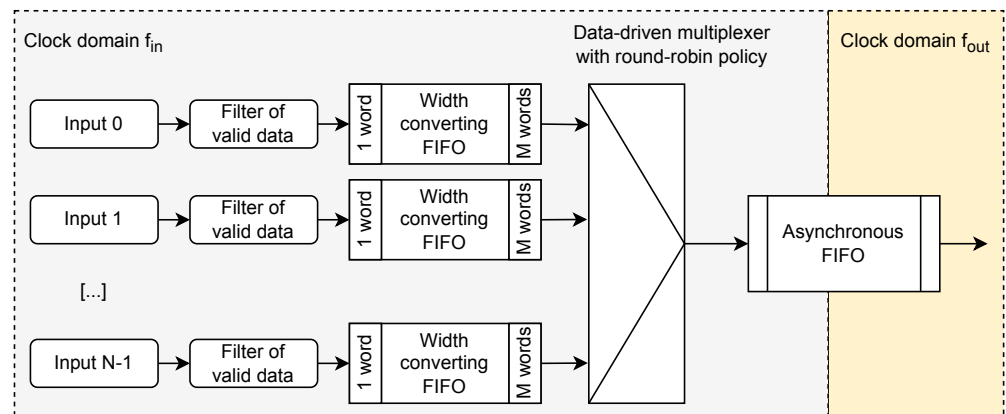 Clock domain f_in
Data-driven multiplexer
with round-robin policy
Clock domain f_out
Input 0
Filter of
valid data
1 word
Width
converting
FIFO
M words
Input 1
Filter of
valid data
1 word
Width
converting
FIFO
M words
Asynchronous
FIFO
[...]
Input N-1
Filter of
valid data
1 word
Width
converting
FIFO
M words